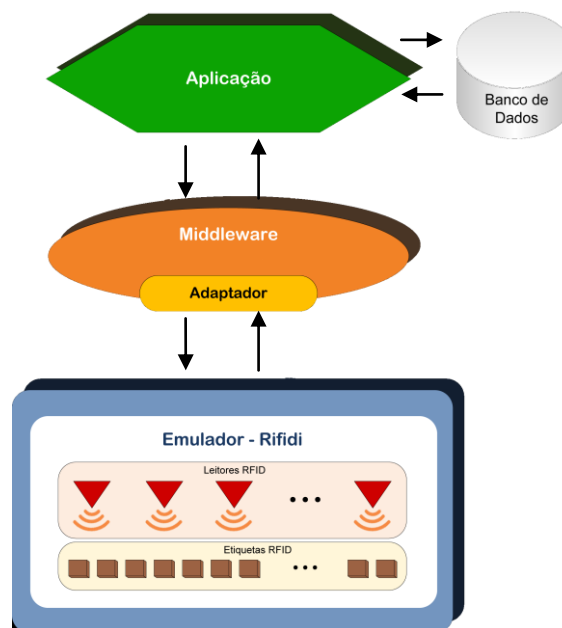 Aplicação
Banco de
Dados
Middleware
Adaptador
Emulador - Rifidi
Leitores RFID
Etiquetas RFID